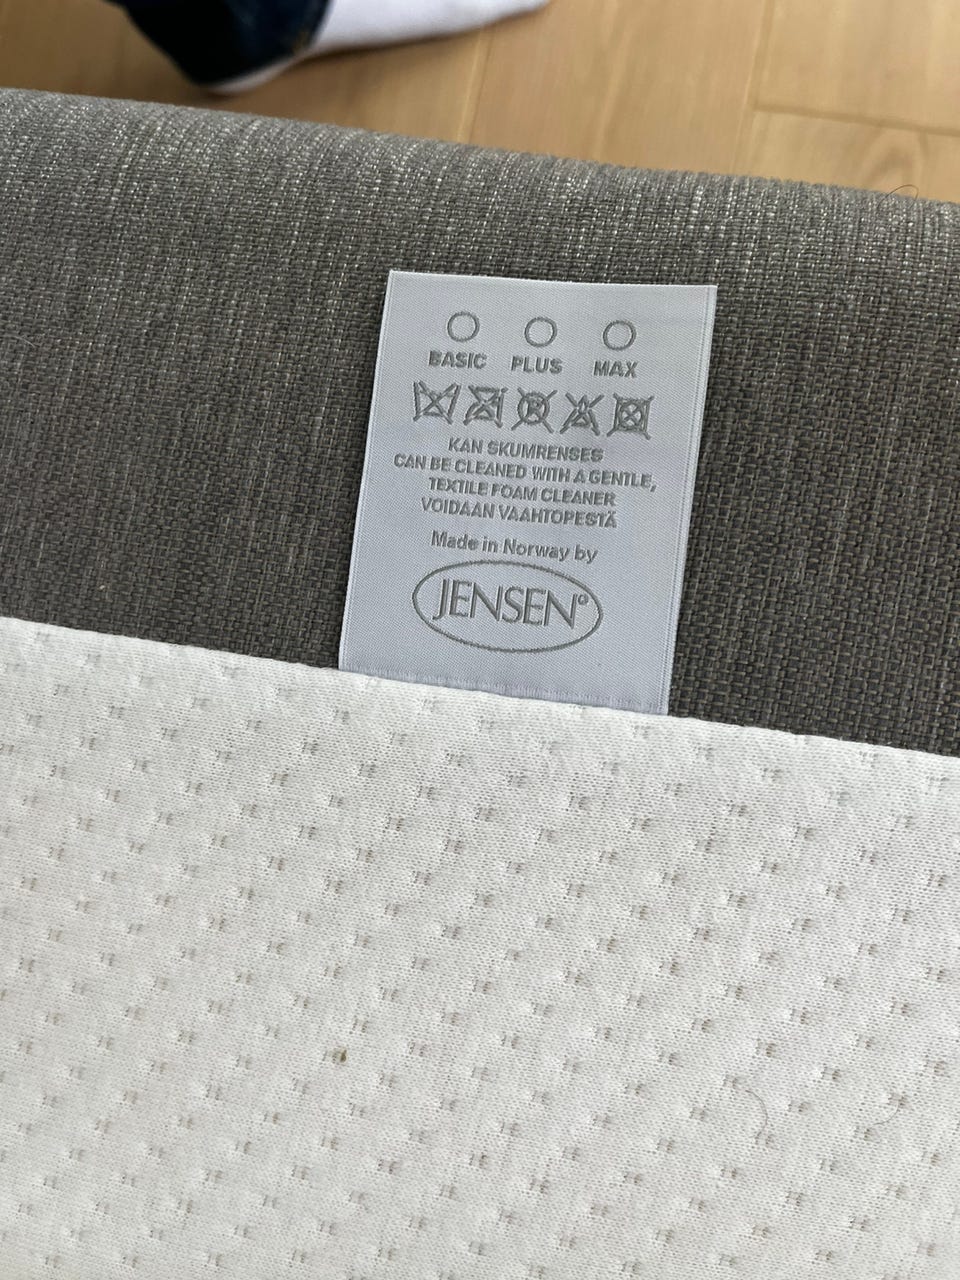 BASIC PLUS MAX
KAN SKUMRENSES
CAN BE CLEANED WITH A GENTLE,
TEXTILE FOAM CLEANER
VOIDAAN VAAHTOPESTÄ
Made in Norway by
JENSEN®